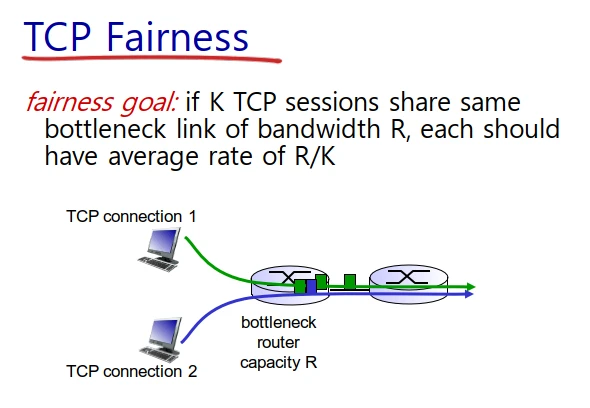 TCP Fairness
fairness goal: if K TCP sessions share same
bottleneck link of bandwidth R, each should
have average rate of R/K
TCP connection 1
bottleneck
router
capacity R
TCP connection 2